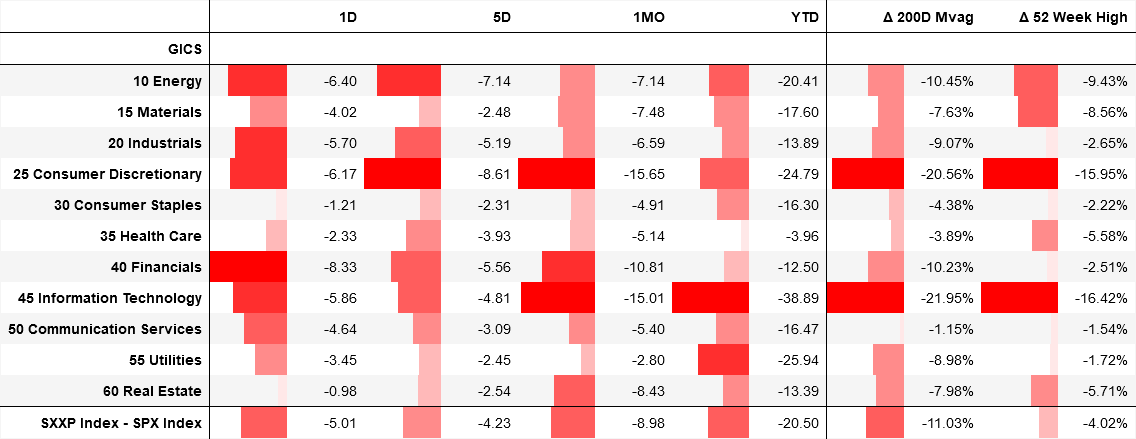 1D 5D 1MO YTD Δ 200D Mvag Δ 52 Week High
GICS
10 Energy -6.40 -7.14 -7.14 -20.41 -10.45% -9.43%
15 Materials -4.02 -2.48 -7.48 -17.60 -7.63% -8.56%
20 Industrials -5.70 -5.19 -6.59 -13.89 -9.07% -2.65%
25 Consumer Discretionary -6.17 -8.61 -15.65 -24.79 -20.56% -15.95%
30 Consumer Staples -1.21 -2.31 -4.91 -16.30 -4.38% -2.22%
35 Health Care -2.33 -3.93 -5.14 -3.96 -3.89% -5.58%
40 Financials -8.33 -5.56 -10.81 -12.50 -10.23% -2.51%
45 Information Technology -5.86 -4.81 -15.01 -38.89 -21.95% -16.42%
50 Communication Services -4.64 -3.09 -5.40 -16.47 -1.15% -1.54%
55 Utilities -3.45 -2.45 -2.80 -25.94 -8.98% -1.72%
60 Real Estate -0.98 -2.54 -8.43 -13.39 -7.98% -5.71%
SXXP Index - SPX Index -5.01 -4.23 -8.98 -20.50 -11.03% -4.02%